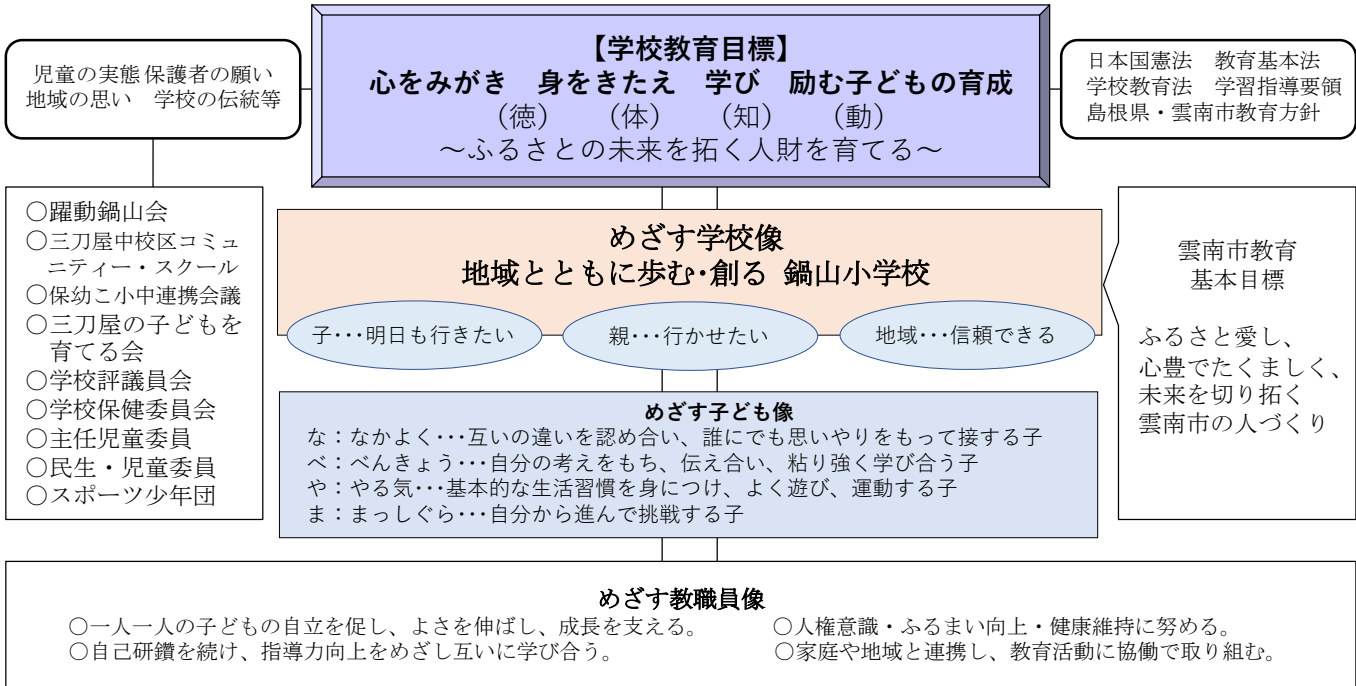 【学校教育目標】
心をみがき　身をきたえ　学び　励む子どもの育成
（徳）　（体）　（知）　（動）
～ふるさとの未来を拓く人財を育てる～
児童の実態 保護者の願い
地域の思い　学校の伝統等
日本国憲法　教育基本法
学校教育法　学習指導要領
島根県・雲南市教育方針
○躍動鍋山会
○三刀屋中校区コミュ
ニティー・スクール
○保幼こ小中連携会議
○三刀屋の子どもを
育てる会
○学校評議員会
○学校保健委員会
○主任児童委員
○民生・児童委員
○スポーツ少年団
めざす学校像
地域とともに歩む・創る 鍋山小学校
子・・・明日も行きたい
親・・・行かせたい
地域・・・信頼できる
雲南市教育
基本目標
ふるさと愛し、
心豊でたくましく、
未来を切り拓く
雲南市の人づくり
めざす子ども像
な：なかよく・・・互いの違いを認め合い、誰にでも思いやりをもって接する子
べ：べんきょう・・・自分の考えをもち、伝え合い、粘り強く学び合う子
や：やる気・・・基本的な生活習慣を身につけ、よく遊び、運動する子
ま：まっしぐら・・・自分から進んで挑戦する子
めざす教職員像
○一人一人の子どもの自立を促し、よさを伸ばし、成長を支える。
○自己研鑽を続け、指導力向上をめざし互いに学び合う。
○人権意識・ふるまい向上・健康維持に努める。
○家庭や地域と連携し、教育活動に協働で取り組む。